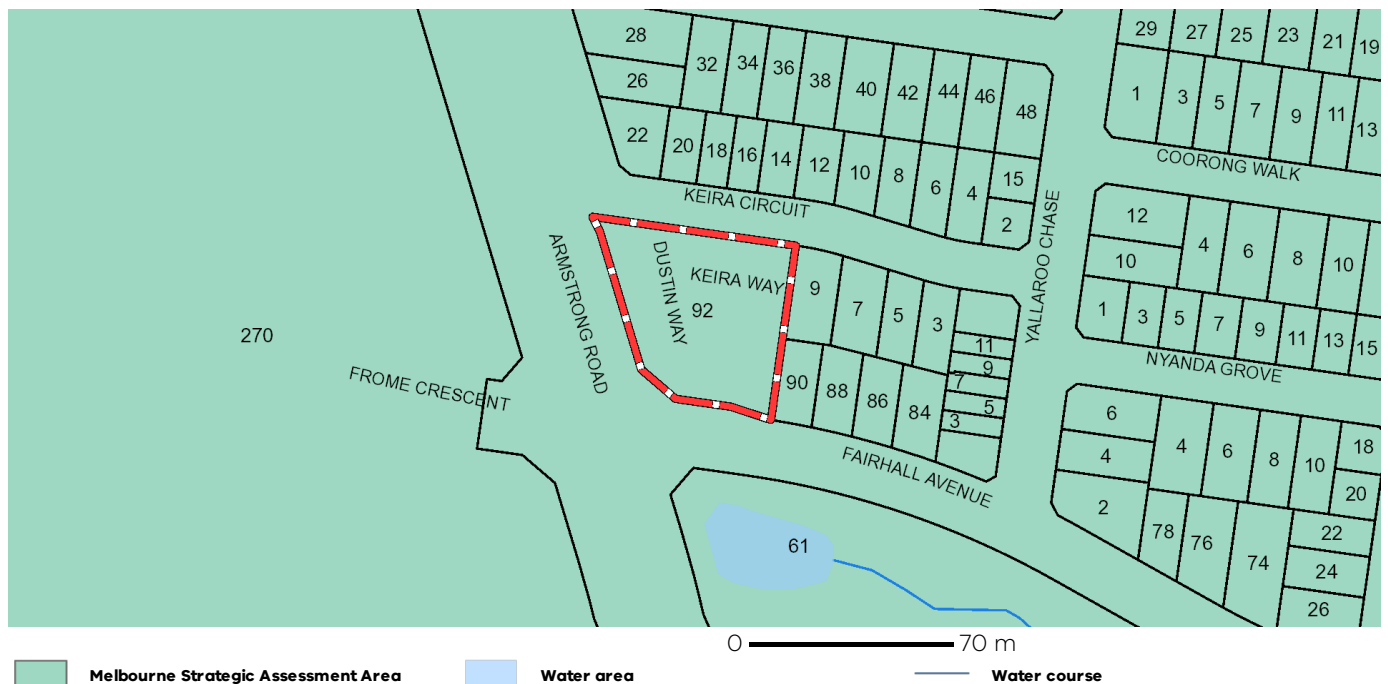 28 32 34 36 38 40 42 44 46 48 29 27 25 23 21 19
26 1 3 5 7 9 11 13
22 20 18 16 14 12 10 8 6 4 15
2
COORONG WALK
KEIRA CIRCUIT
YALLAROO CHASE
12 4 6 8 10
10
ARMSTRONG ROAD
DUSTIN WAY
KEIRA WAY
92
9 7 5 3
1 3 5 7 9 11 13 15
NYANDA GROVE
270
FROME CRESCENT
11
9
7
5
3
90 88 86 84
FAIRHALL AVENUE
6 4 6 8 10 18
4 20
2 78 76 74 22
24
26
61
0 70 m
Melbourne Strategic Assessment Area Water area Water course